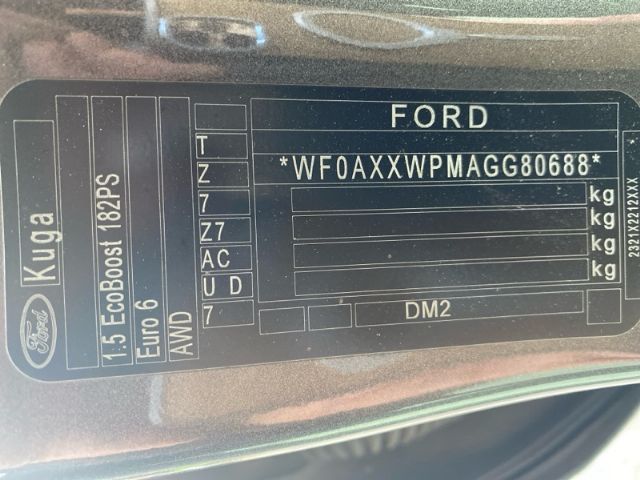 FORD
T
Z
*WF0AXXWPMAGG80688*
7
kg
Z7
kg
AC
kg
U D
kg
7
DM2
Ford
Kuga
1.5 EcoBoost 182PS
Euro 6
AWD
2321X2212XXX